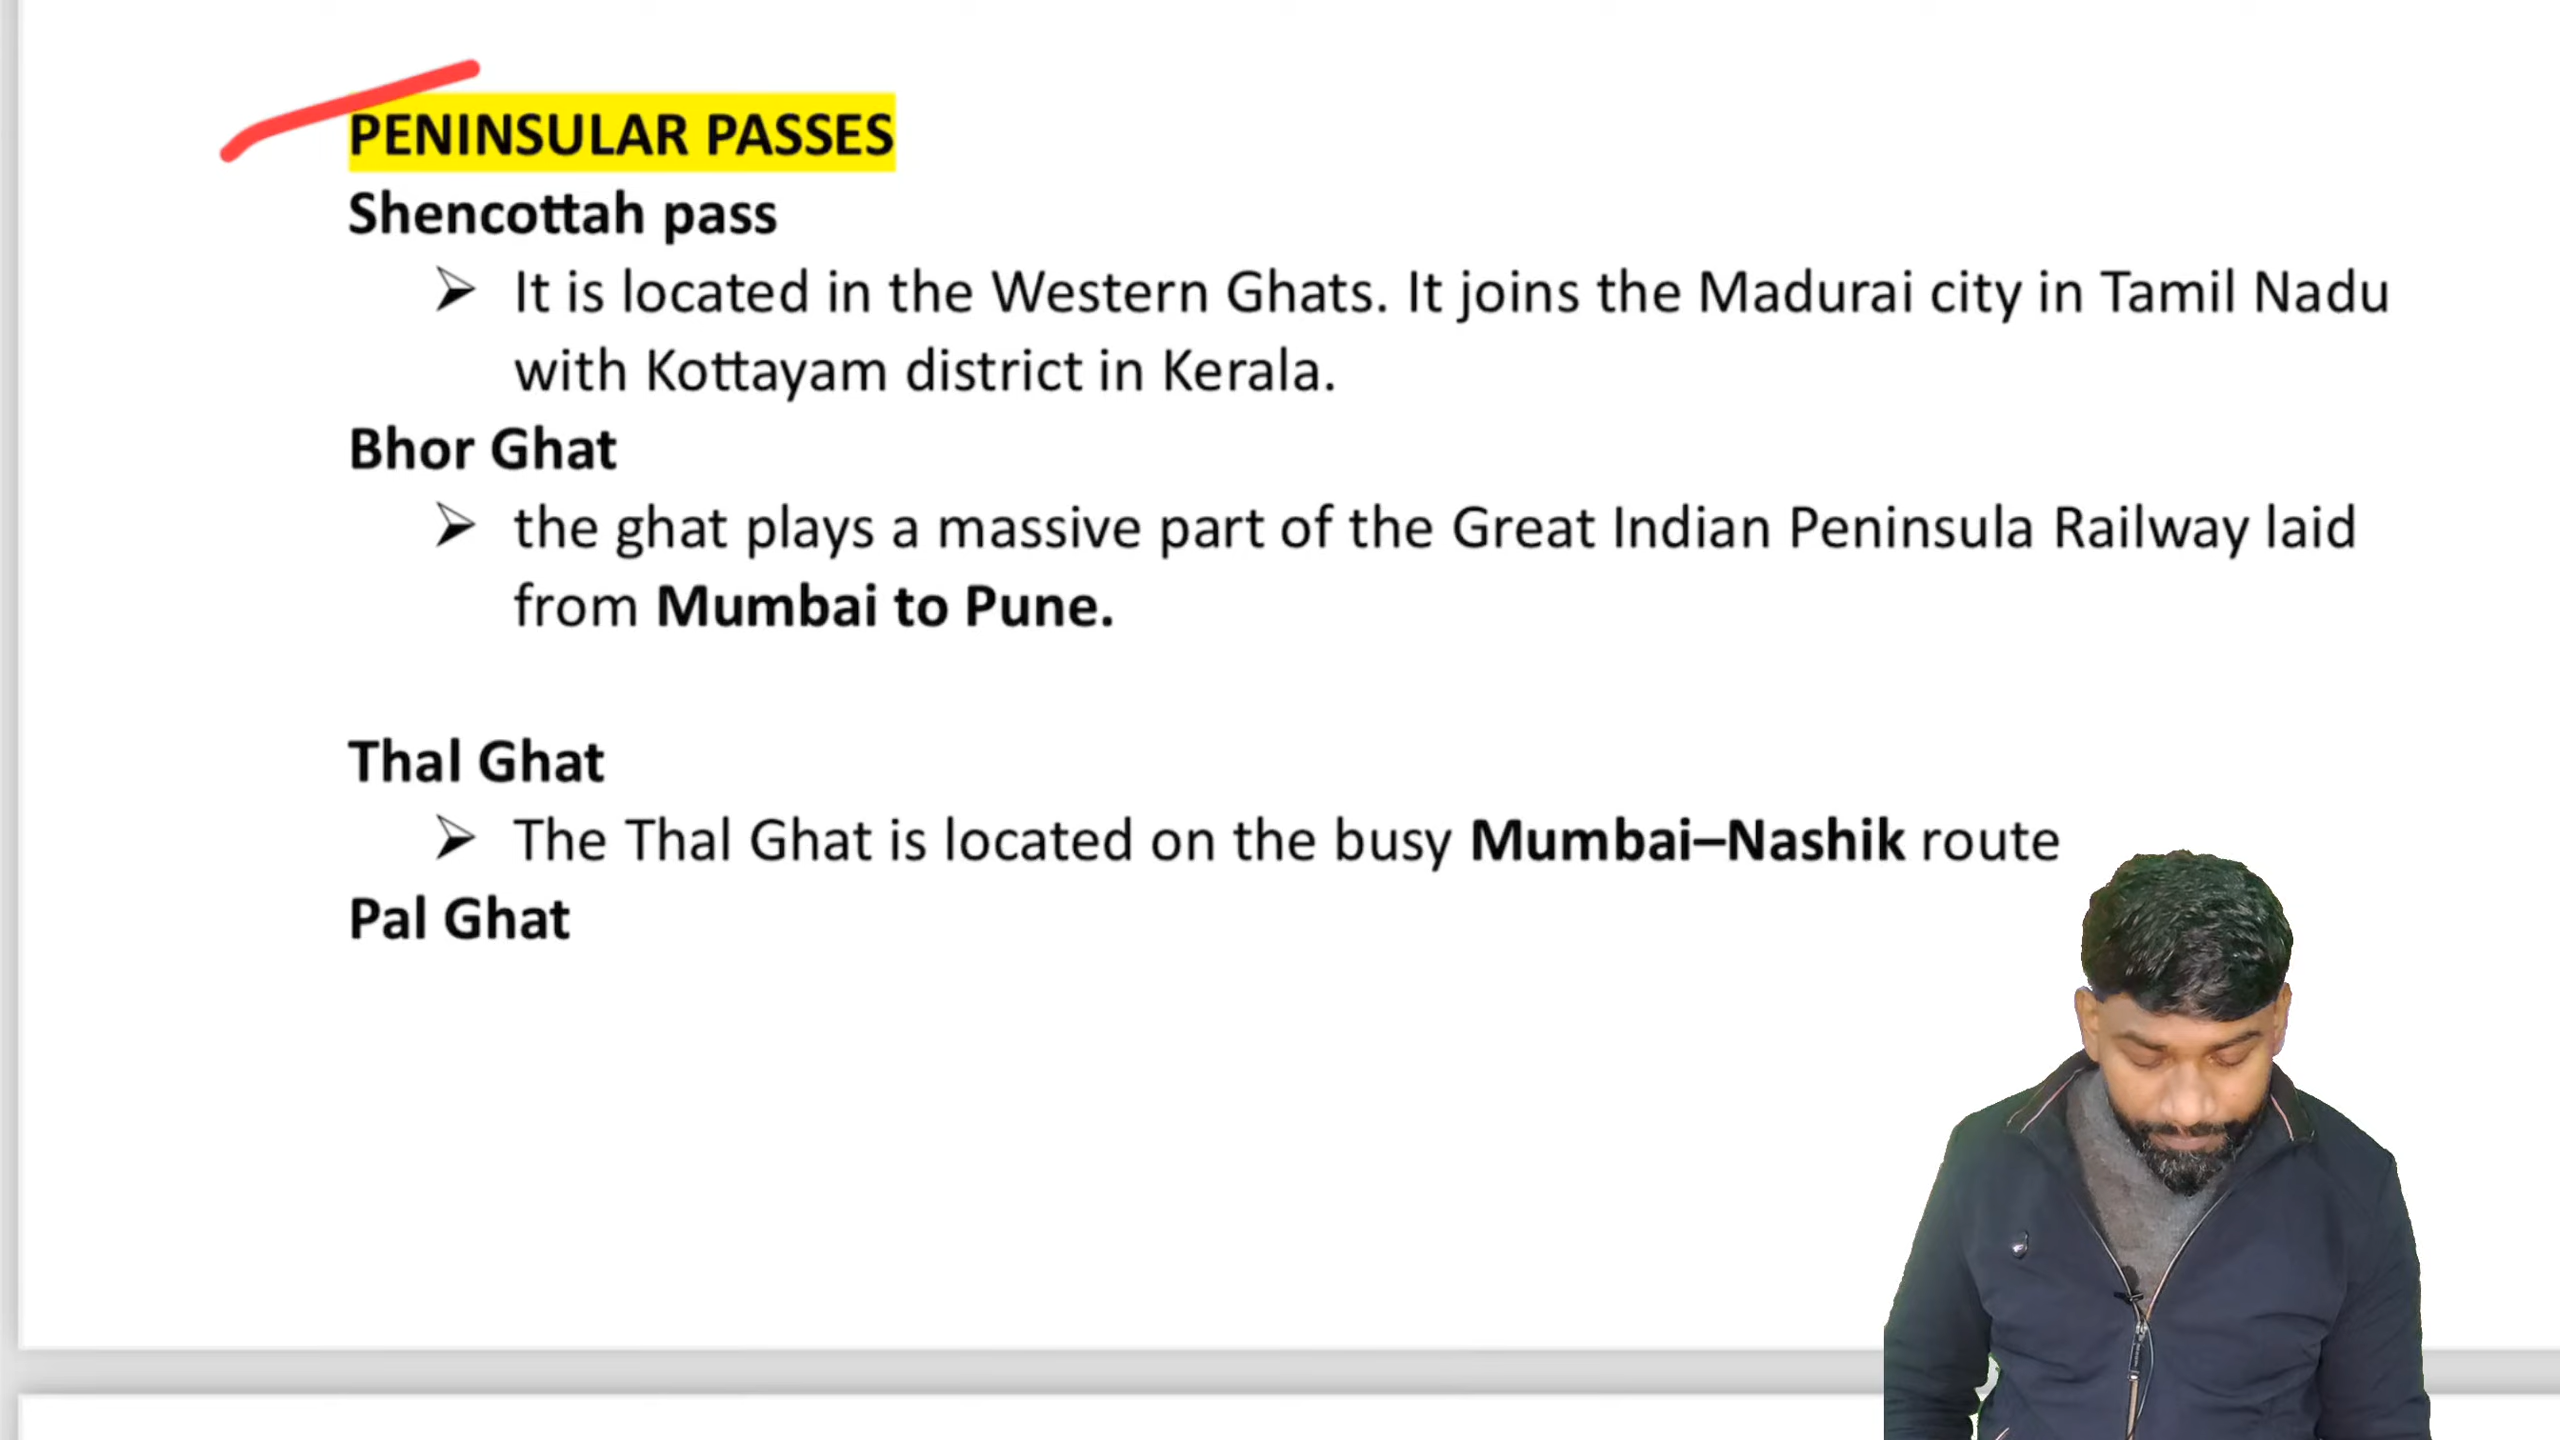 PENINSULAR PASSES
Shencottah pass
➢ It is located in the Western Ghats. It joins the Madurai city in Tamil Nadu
with Kottayam district in Kerala.
Bhor Ghat
➢ the ghat plays a massive part of the Great Indian Peninsula Railway laid
from Mumbai to Pune.
Thal Ghat
➢ The Thal Ghat is located on the busy Mumbai–Nashik route
Pal Ghat